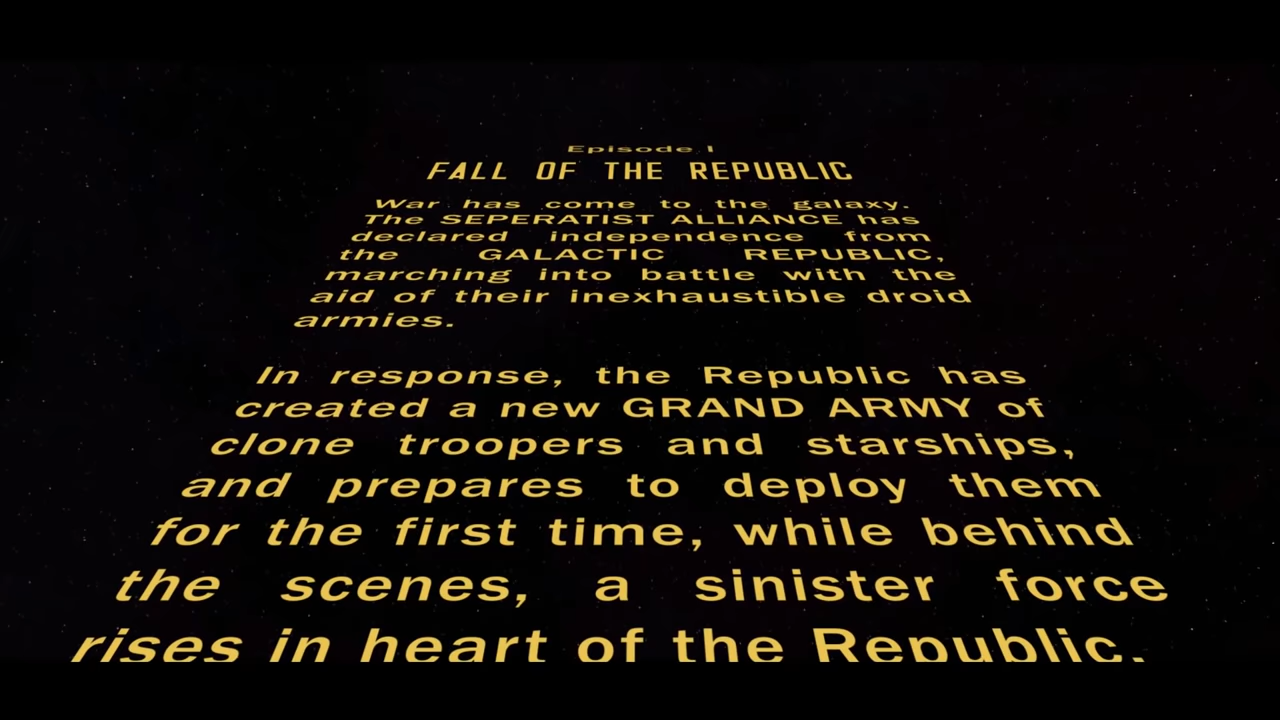 Episode I
FALL OF THE REPUBLIC
War has come to the galaxy.
The SEPERATIST ALLIANCE has
declared independence from
the GALACTIC REPUBLIC,
marching into battle with the
aid of their inexhaustible droid
armies.
In response, the Republic has
created a new GRAND ARMY of
clone troopers and starships,
and prepares to deploy them
for the first time, while behind
the scenes, a sinister force
rises in heart of the Republic.